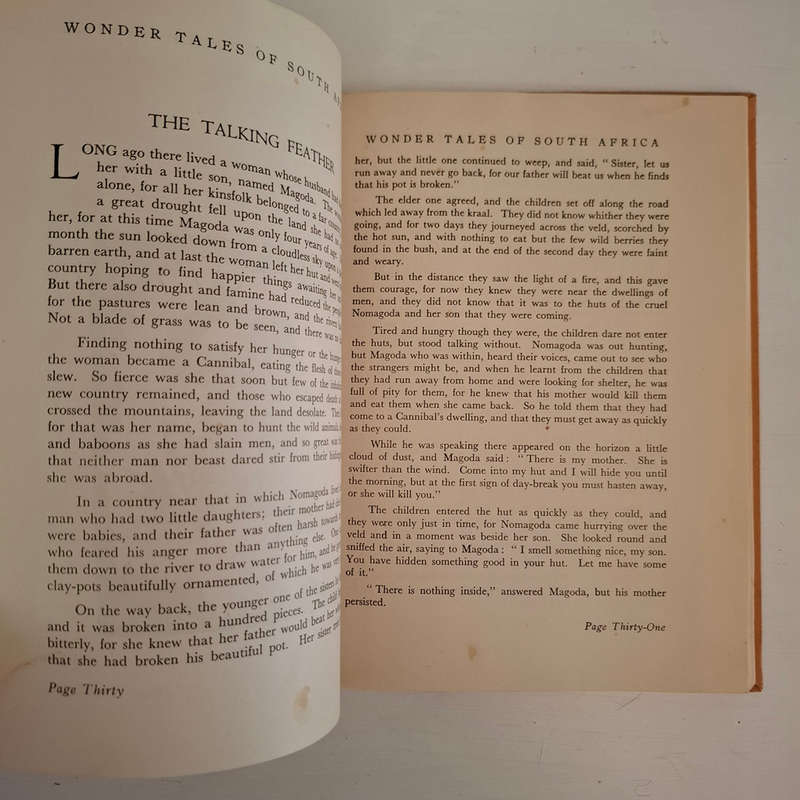 WONDER TALES OF SOUTH
THE TALKING FEATHER
LONG ago there lived a woman whose husband had
her with a little son, named Magoda. The
alone, for all her kinsfolk belonged to a far
a great drought fell upon the land she had
her, for at this time Magoda was only four years of age.
month the sun looked down from a cloudless sky upon
barren earth, and at last the woman left her hut and
country hoping to find happier things awaiting her
But there also drought and famine had reduced the
for the pastures were lean and brown, and the rivers
Not a blade of grass was to be seen, and there was
Finding nothing to satisfy her hunger or the
the woman became a Cannibal, eating the flesh of
slew. So fierce was she that soon but few of the
new country remained, and those who escaped death
crossed the mountains, leaving the land desolate.
for that was her name, began to hunt the wild animals,
and baboons as she had slain men, and so great was
that neither man nor beast dared stir from their
she was abroad.
In a country near that in which Nomagoda lived
man who had two little daughters; their mother had
were babies, and their father was often harsh towards
who feared his anger more than anything else. One
them down to the river to draw water for him, and he
clay-pots beautifully ornamented, of which he was very
On the way back, the younger one of the sisters
and it was broken into a hundred pieces. The child
bitterly, for she knew that her father would beat her
that she had broken his beautiful pot. Her sister
Page Thirty
WONDER TALES OF SOUTH AFRICA
her, but the little one continued to weep, and said, “ Sister, let us
run away and never go back, for our father will beat us when he finds
that his pot is broken.”
The elder one agreed, and the children set off along the road
which led away from the kraal. They did not know whither they were
going, and for two days they journeyed across the veld, scorched by
the hot sun, and with nothing to eat but the few wild berries they
found in the bush, and at the end of the second day they were faint
and weary.
But in the distance they saw the light of a fire, and this gave
them courage, for now they knew they were near the dwellings of
men, and they did not know that it was to the huts of the cruel
Nomagoda and her son that they were coming.
Tired and hungry though they were, the children dare not enter
the huts, but stood talking without. Nomagoda was out hunting,
but Magoda who was within, heard their voices, came out to see who
the strangers might be, and when he learnt from the children that
they had run away from home and were looking for shelter, he was
full of pity for them, for he knew that his mother would kill them
and eat them when she came back. So he told them that they had
come to a Cannibal’s dwelling, and that they must get away as quickly
as they could.
While he was speaking there appeared on the horizon a little
cloud of dust, and Magoda said : “ There is my mother. She is
swifter than the wind. Come into my hut and I will hide you until
the morning, but at the first sign of day-break you must hasten away,
or she will kill you.”
The children entered the hut as quickly as they could, and
they were only just in time, for Nomagoda came hurrying over the
veld and in a moment was beside her son. She looked round and
sniffed the air, saying to Magoda : “ I smell something nice, my son.
You have hidden something good in your hut. Let me have some
of it.”
“ There is nothing inside,” answered Magoda, but his mother
persisted.
Page Thirty-One